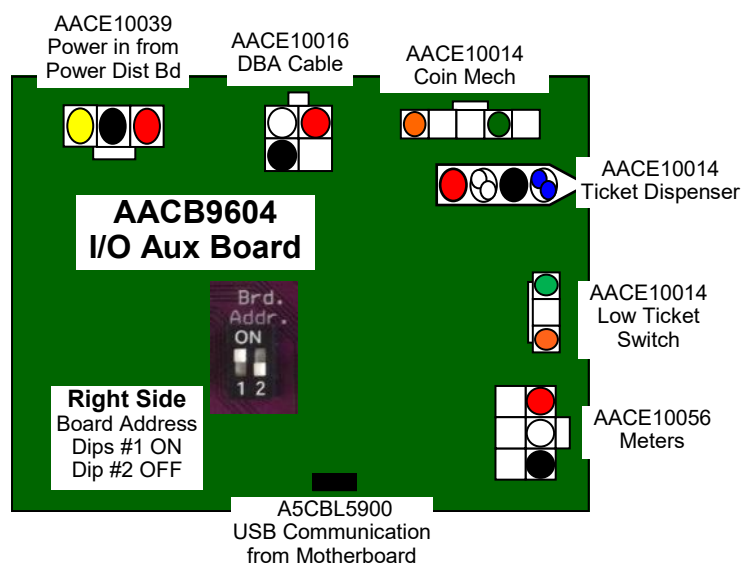 AACE10039
Power in from
Power Dist Bd
AACE10016
DBA Cable
AACE10014
Coin Mech
AACE10014
Ticket Dispenser
AACB9604
I/O Aux Board
Brd.
Addr.
ON
1 2
AACE10014
Low Ticket
Switch
Right Side
Board Address
Dips #1 ON
Dip #2 OFF
AACE10056
Meters
A5CBL5900
USB Communication
from Motherboard